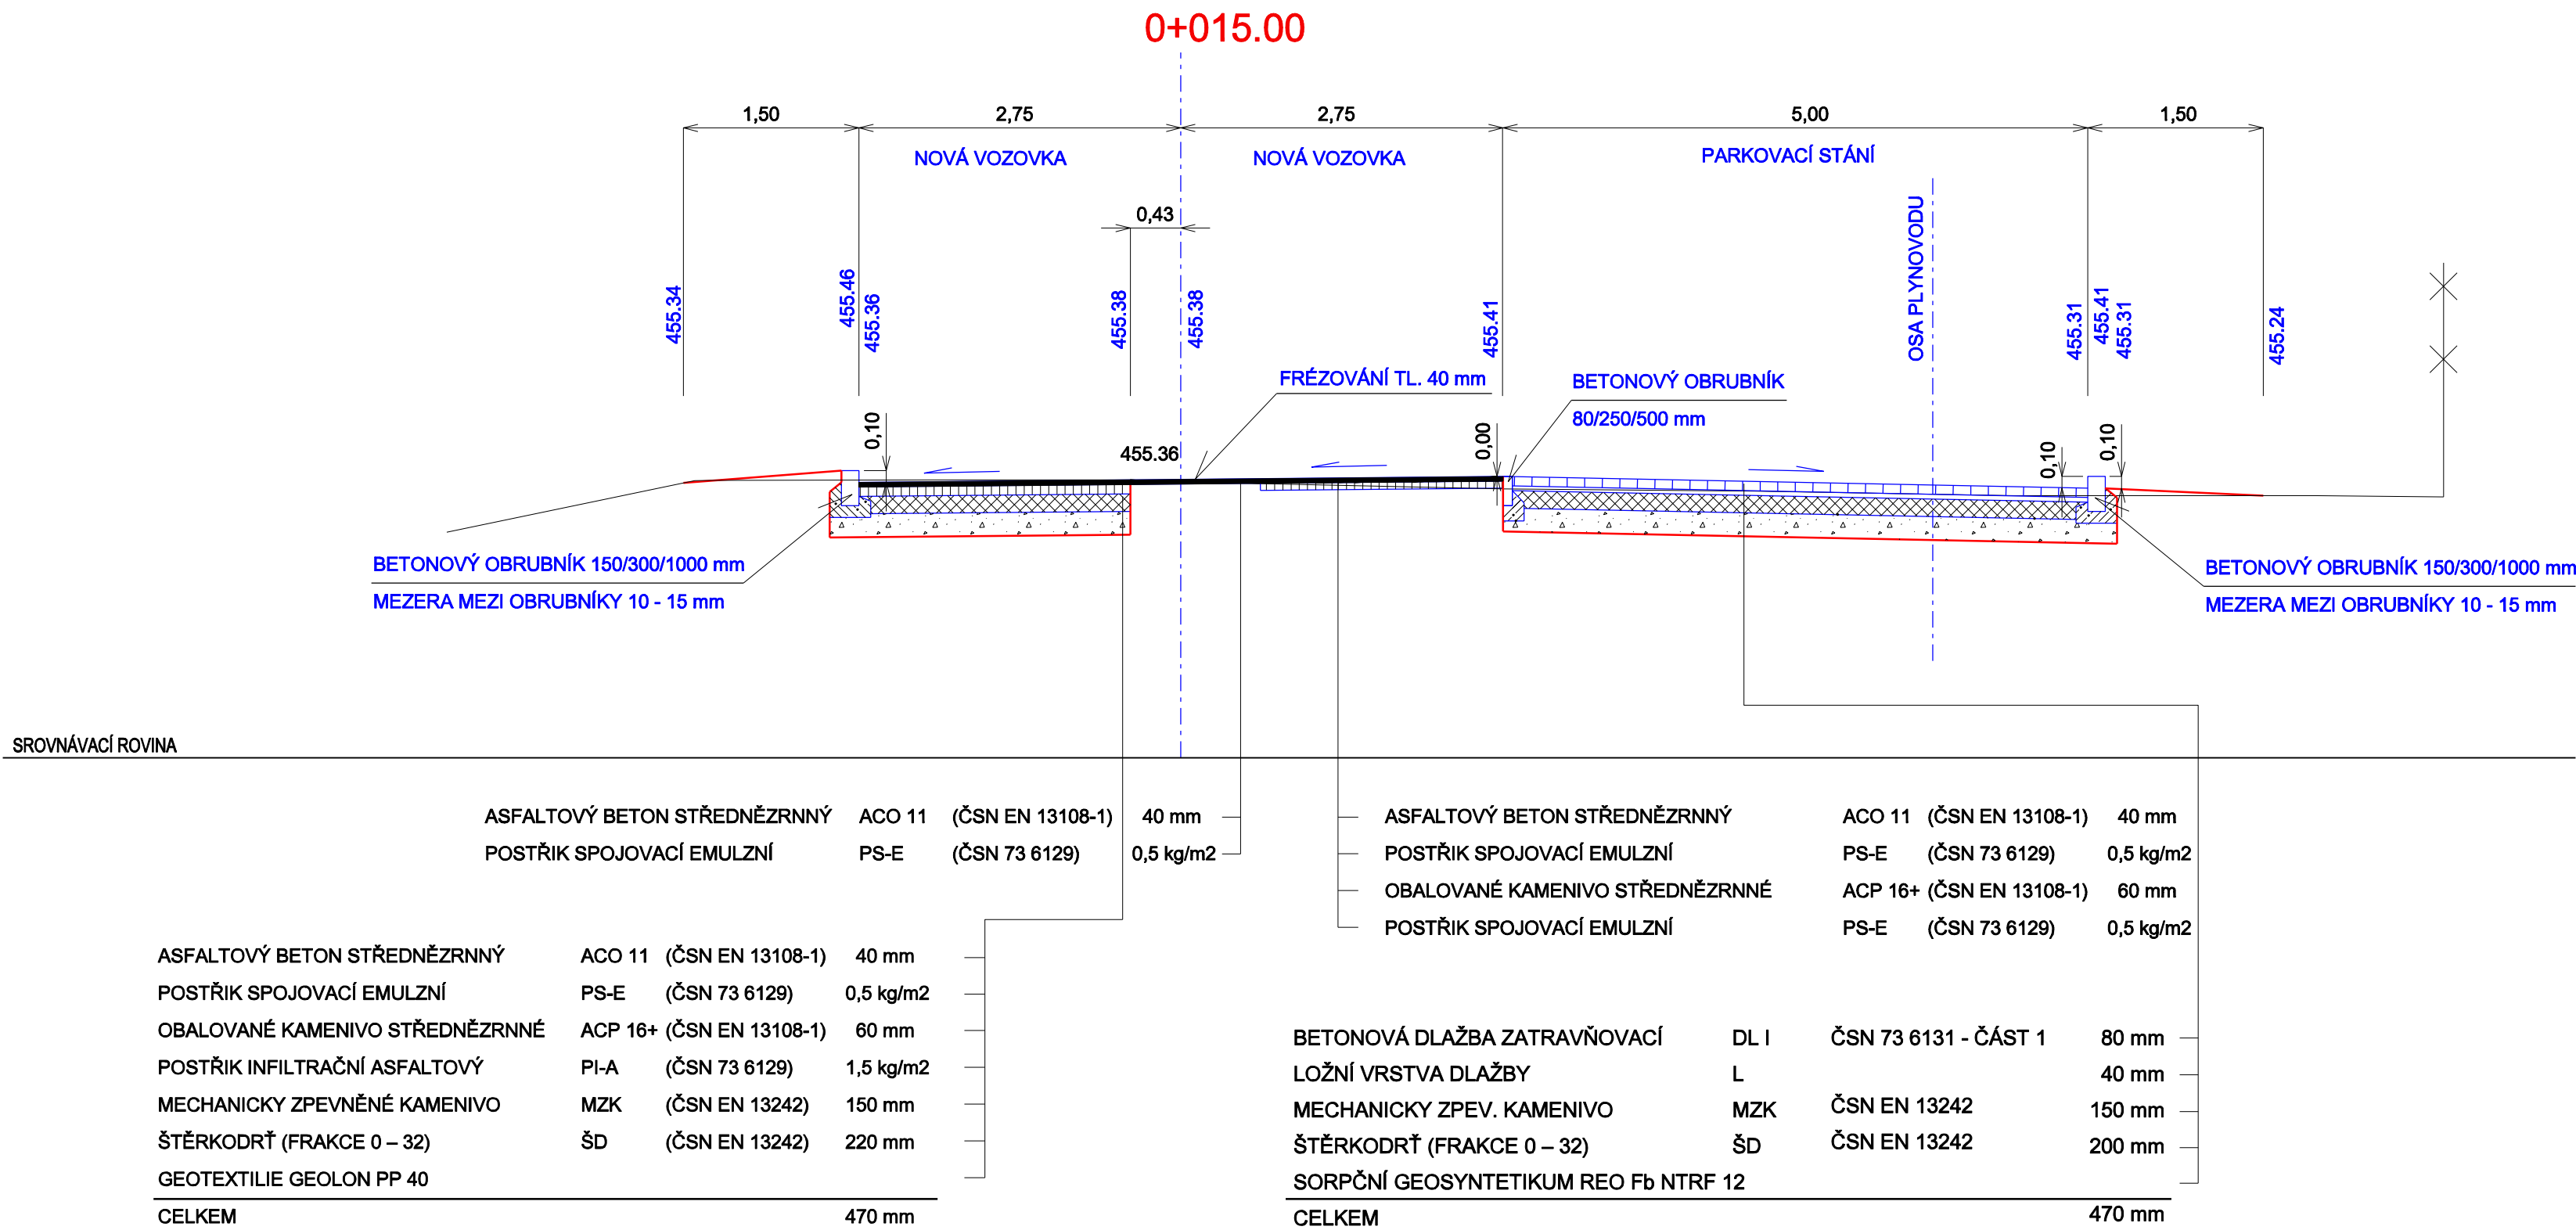 0+015.00
1,50
2,75
2,75
5,00
1,50
NOVÁ VOZOVKA
NOVÁ VOZOVKA
PARKOVACÍ STÁNÍ
0,43
OSA PLYNOVODU
455.34
455.46
455.36
455.38
455.38
455.41
455.31
455.41
455.31
455.24
FRÉZOVÁNÍ TL. 40 mm
BETONOVÝ OBRUBNÍK
80/250/500 mm
0,10
455.36
0,00
0,10
0,10
BETONOVÝ OBRUBNÍK 150/300/1000 mm
MEZERA MEZI OBRUBNÍKY 10 - 15 mm
BETONOVÝ OBRUBNÍK 150/300/1000 mm
MEZERA MEZI OBRUBNÍKY 10 - 15 mm
SROVNÁVACÍ ROVINA
ASFALTOVÝ BETON STŘEDNĚZRNNÝ ACO 11 (ČSN EN 13108-1) 40 mm
POSTŘIK SPOJOVACÍ EMULZNÍ PS-E (ČSN 73 6129) 0,5 kg/m2
ASFALTOVÝ BETON STŘEDNĚZRNNÝ ACO 11 (ČSN EN 13108-1) 40 mm
POSTŘIK SPOJOVACÍ EMULZNÍ PS-E (ČSN 73 6129) 0,5 kg/m2
OBALOVANÉ KAMENIVO STŘEDNĚZRNNÉ ACP 16+ (ČSN EN 13108-1) 60 mm
POSTŘIK SPOJOVACÍ EMULZNÍ PS-E (ČSN 73 6129) 0,5 kg/m2
ASFALTOVÝ BETON STŘEDNĚZRNNÝ ACO 11 (ČSN EN 13108-1) 40 mm
POSTŘIK SPOJOVACÍ EMULZNÍ PS-E (ČSN 73 6129) 0,5 kg/m2
OBALOVANÉ KAMENIVO STŘEDNĚZRNNÉ ACP 16+ (ČSN EN 13108-1) 60 mm
POSTŘIK INFILTRAČNÍ ASFALTOVÝ PI-A (ČSN 73 6129) 1,5 kg/m2
MECHANICKY ZPEVNĚNÉ KAMENIVO MZK (ČSN EN 13242) 150 mm
ŠTĚRKODRŤ (FRAKCE 0 – 32) ŠD (ČSN EN 13242) 220 mm
GEOTEXTILIE GEOLON PP 40
CELKEM 470 mm
BETONOVÁ DLAŽBA ZATRAVŇOVACÍ DL I ČSN 73 6131 - ČÁST 1 80 mm
LOŽNÍ VRSTVA DLAŽBY L 40 mm
MECHANICKY ZPEV. KAMENIVO MZK ČSN EN 13242 150 mm
ŠTĚRKODRŤ (FRAKCE 0 – 32) ŠD ČSN EN 13242 200 mm
SORPČNÍ GEOSYNTETIKUM REO Fb NTRF 12
CELKEM 470 mm